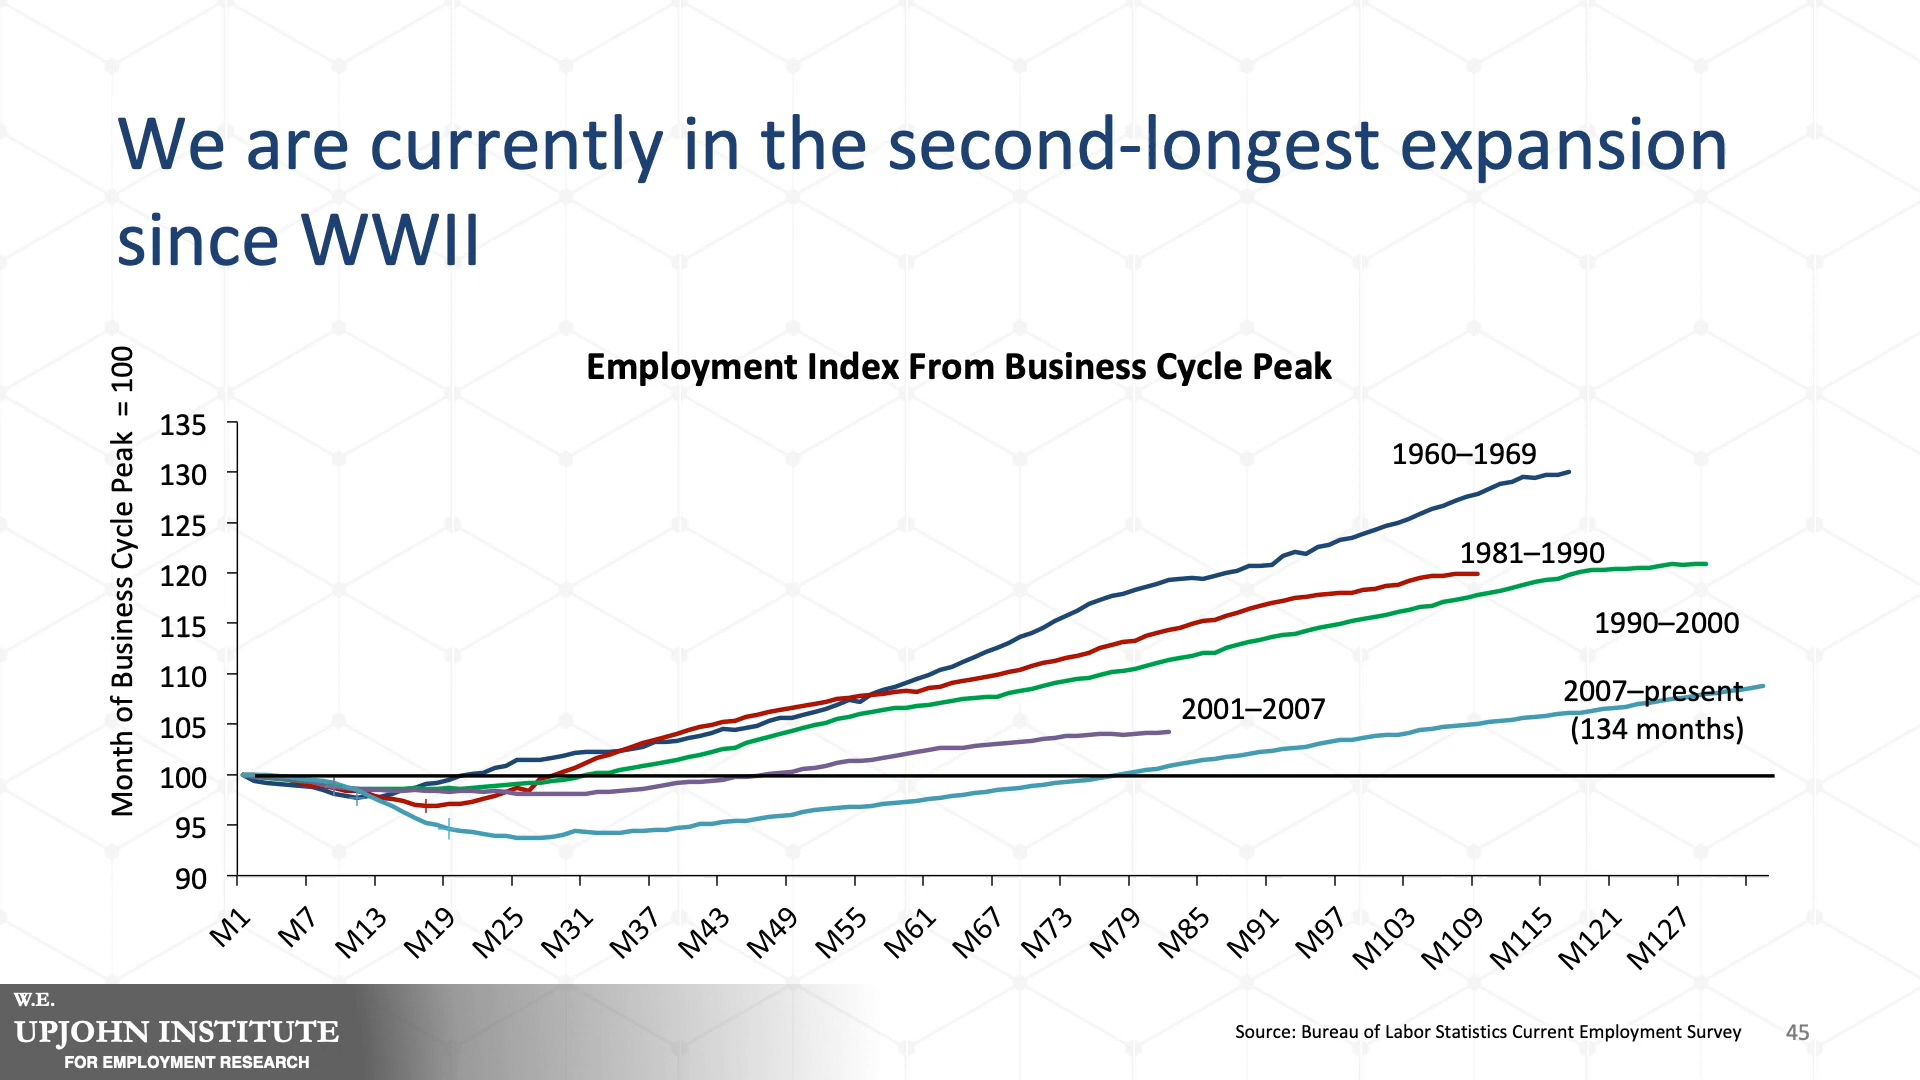 We are currently in the second-longest expansion
since WWII
Employment Index From Business Cycle Peak
Month of Business Cycle Peak = 100
135
130
125
120
115
110
105
100
95
90
1960–1969
1981–1990
1990–2000
2007–present
(134 months)
2001–2007
M1 M7 M13 M19 M25 M31 M37 M43 M49 M55 M61 M67 M73 M79 M85 M91 M97 M103 M109 M115 M121 M127
W.E.
UPJOHN INSTITUTE
FOR EMPLOYMENT RESEARCH
Source: Bureau of Labor Statistics Current Employment Survey
45